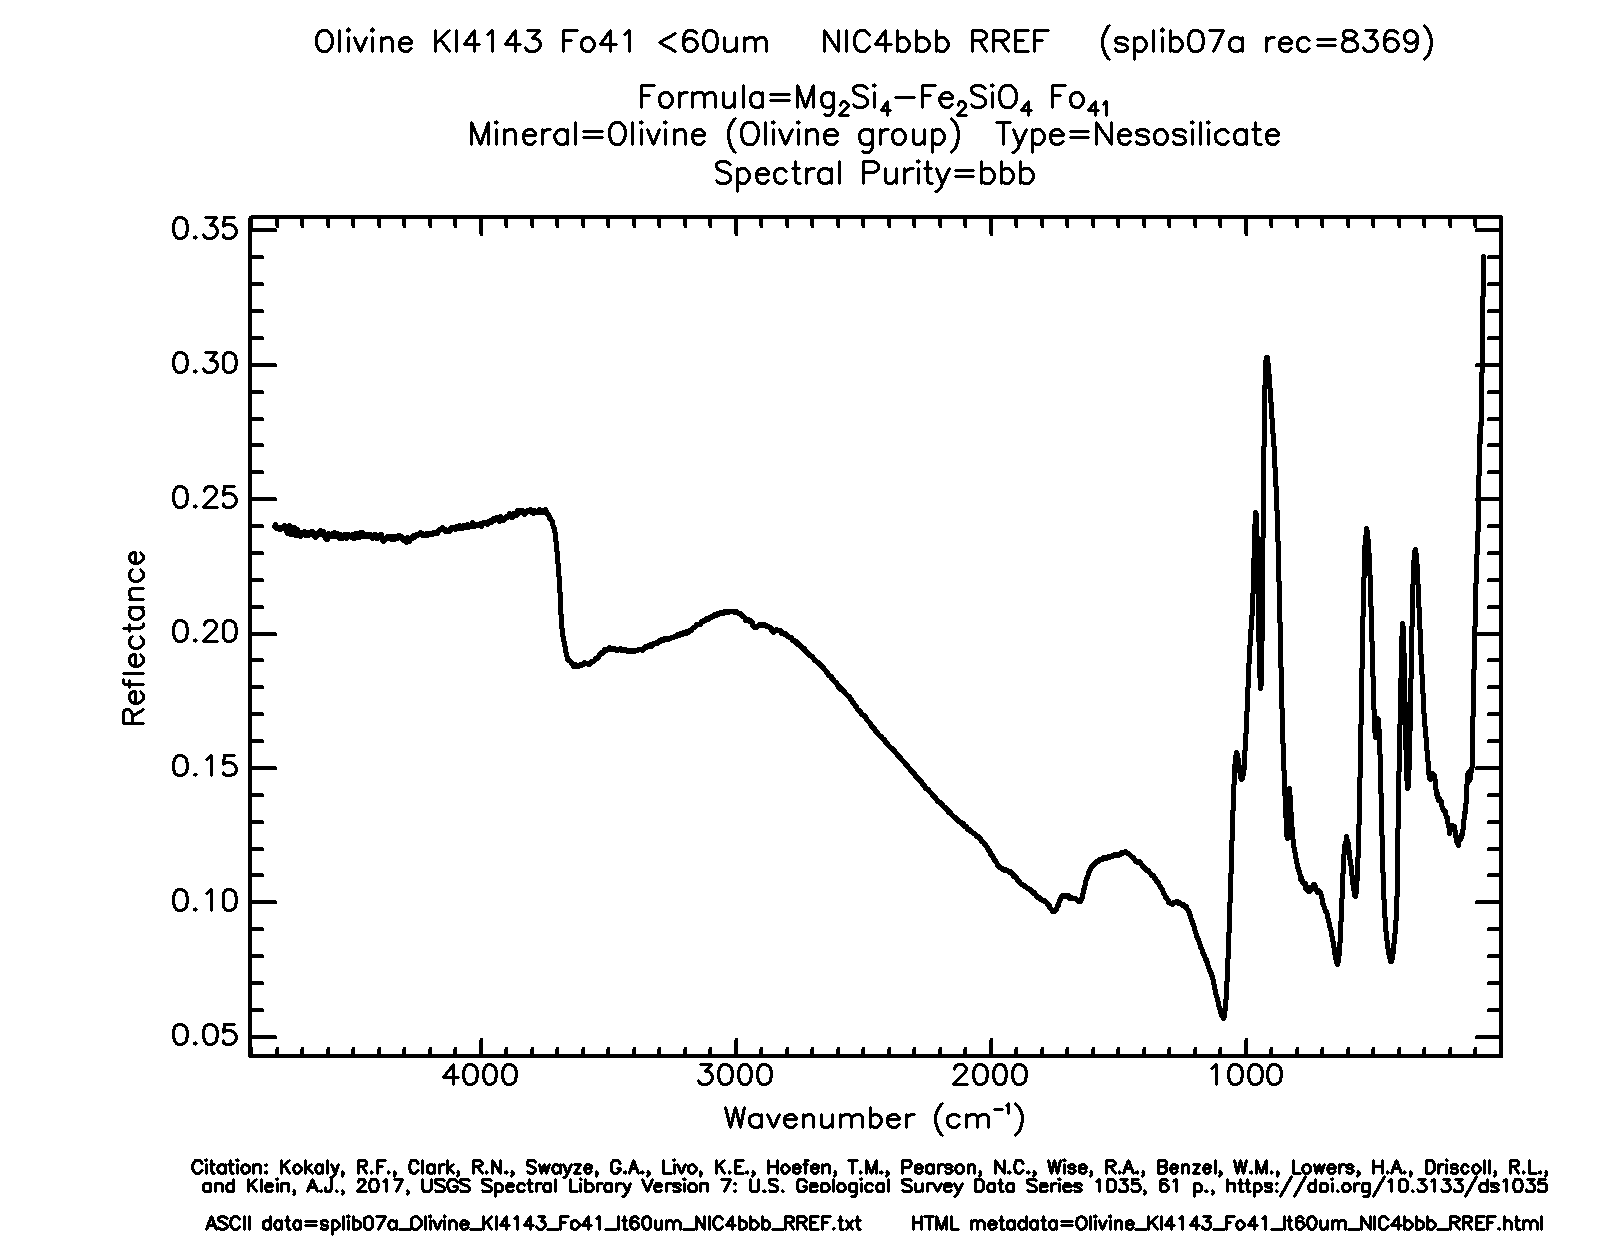 Olivine KI4143 Fo41 <60um NIC4bbb RREF (splib07a rec=8369)
Formula=Mg₂Si₄−Fe₂SiO₄ Fo₄₁
Mineral=Olivine (Olivine group) Type=Nesosilicate
Spectral Purity=bbb
0.35
0.30
0.25
0.20
0.15
0.10
0.05
Reflectance
4000 3000 2000 1000
Wavenumber (cm⁻¹)
Citation: Kokaly, R.F., Clark, R.N., Swayze, G.A., Livo, K.E., Hoefen, T.M., Pearson, N.C., Wise, R.A., Benzel, W.M., Lowers, H.A., Driscoll, R.L.,
and Klein, A.J., 2017, USGS Spectral Library Version 7: U.S. Geological Survey Data Series 1035, 61 p., https://doi.org/10.3133/ds1035
ASCII data=splib07a_Olivine_KI4143_Fo41_lt60um_NIC4bbb_RREF.txt HTML metadata=Olivine_KI4143_Fo41_lt60um_NIC4bbb_RREF.html